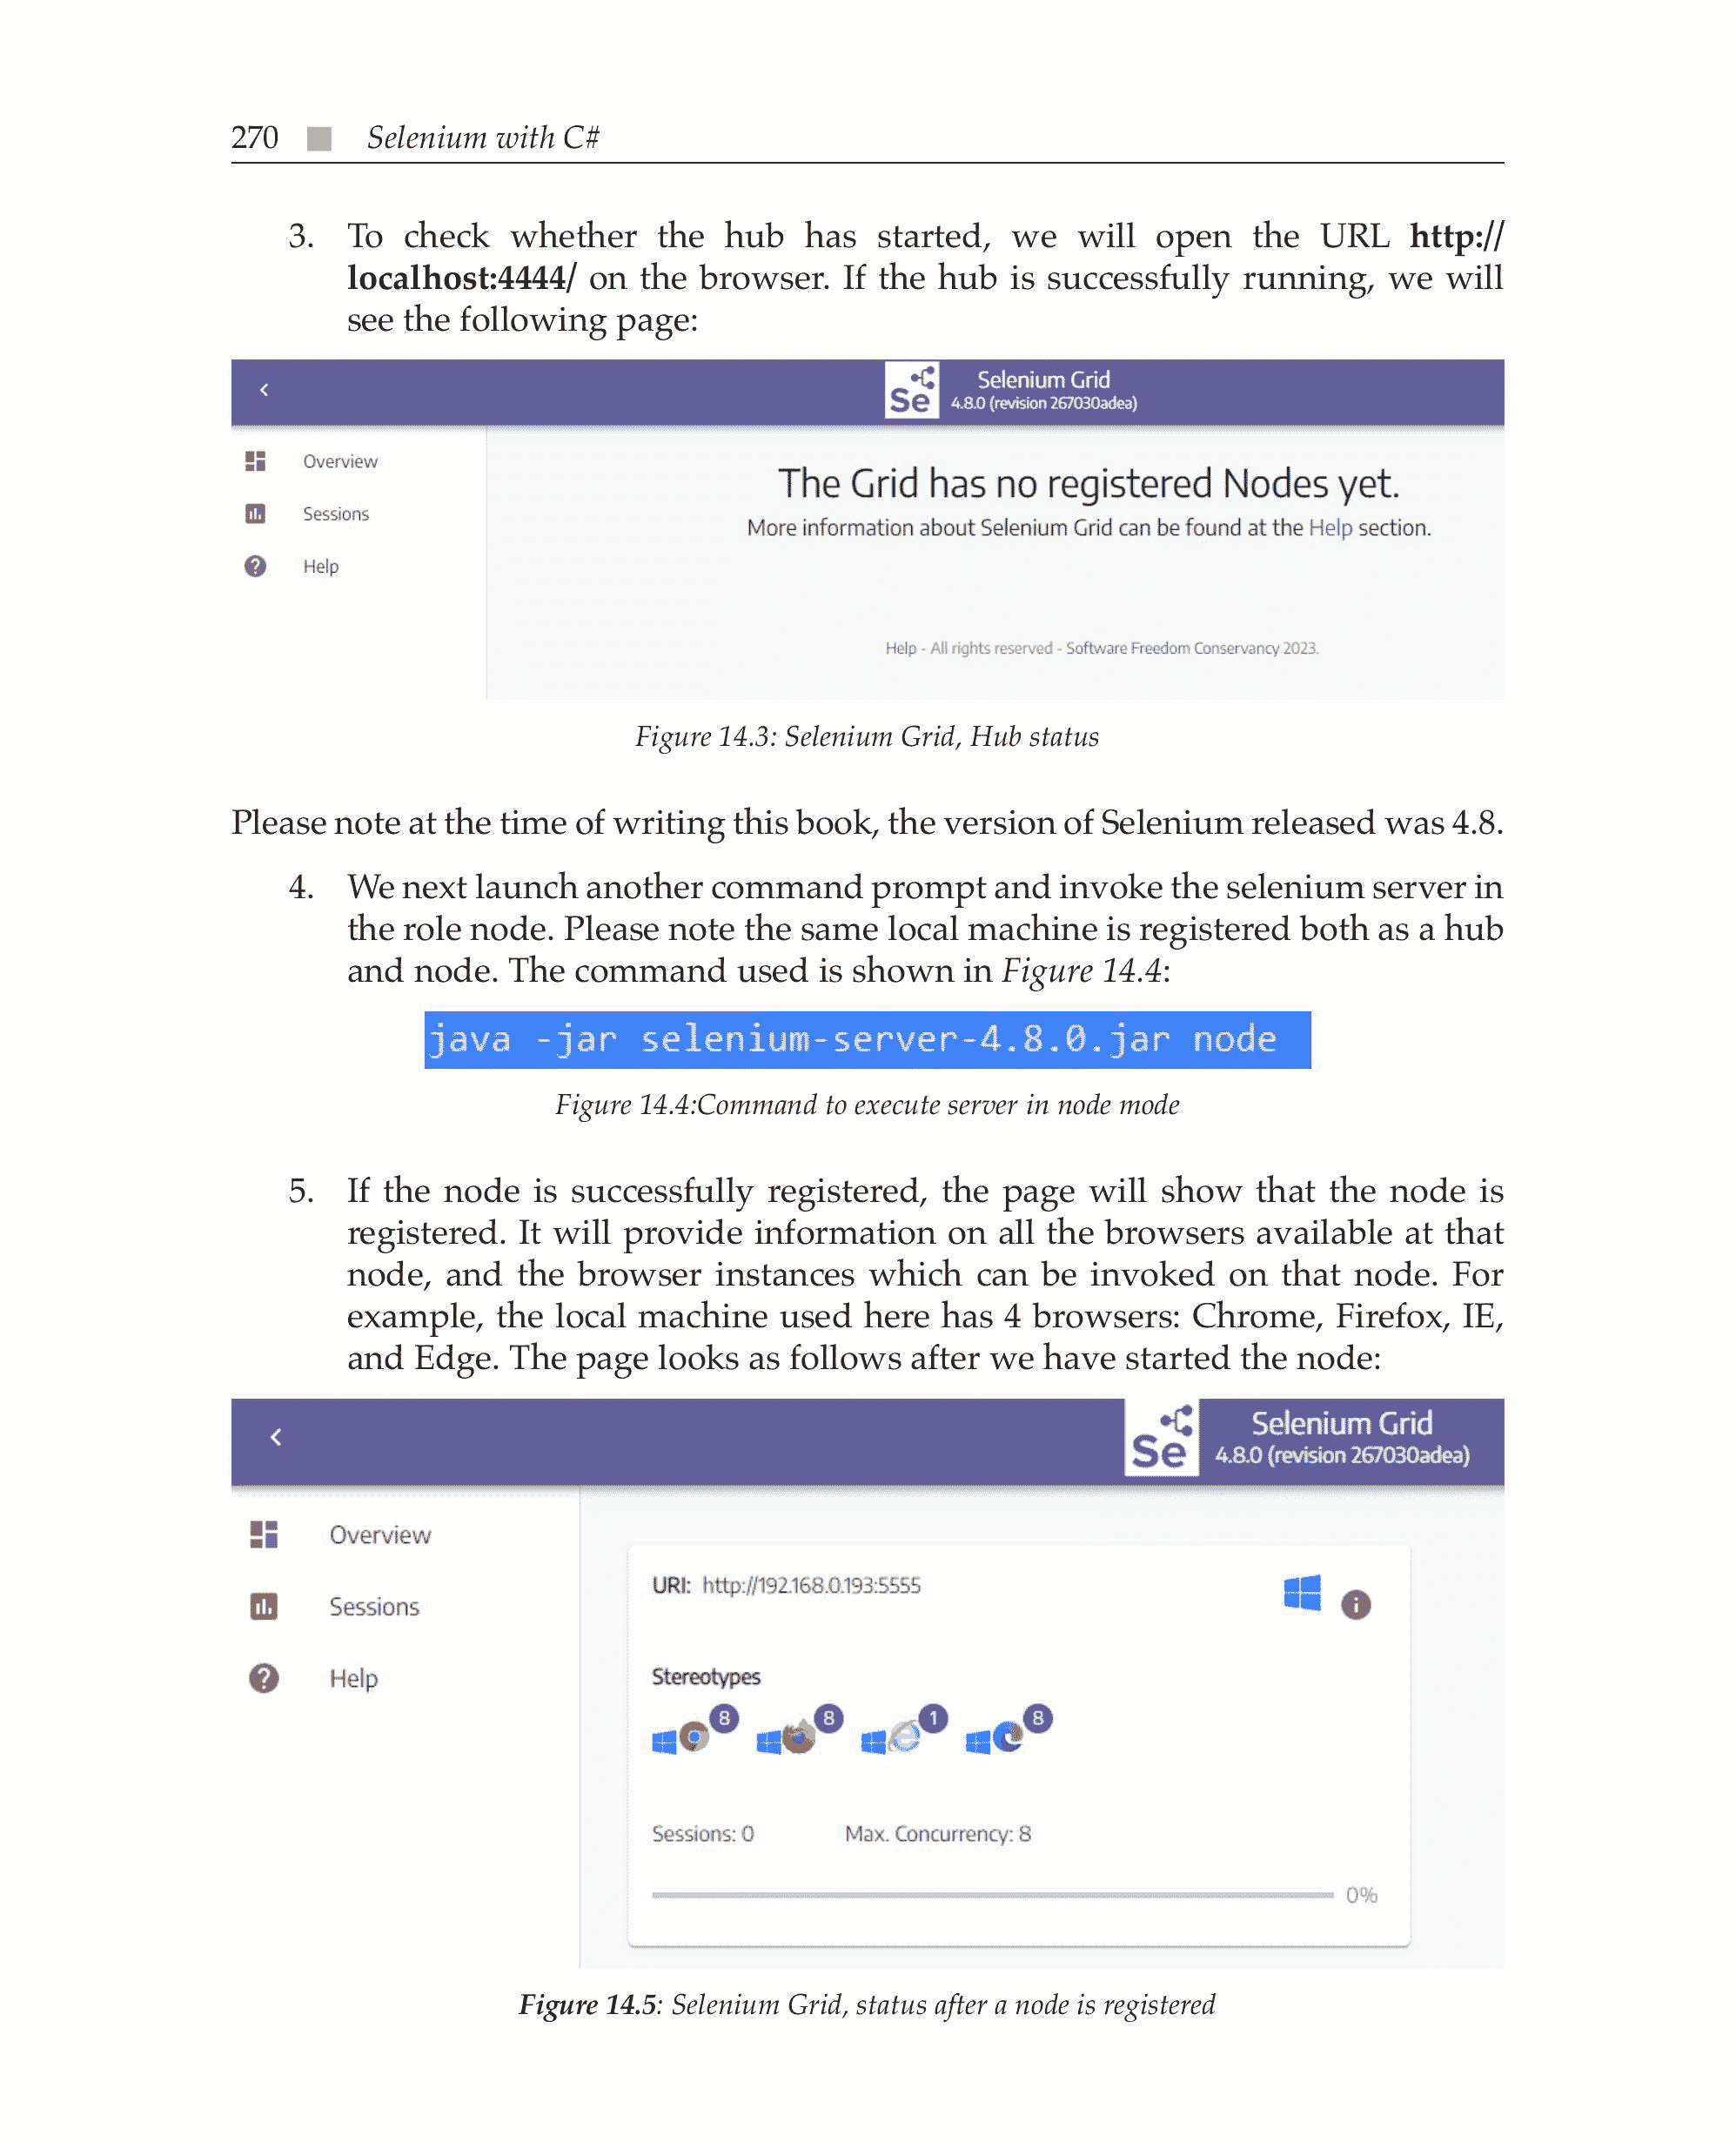 270 Selenium with C#
3. To check whether the hub has started, we will open the URL http://
localhost:4444/ on the browser. If the hub is successfully running, we will
see the following page:
Selenium Grid
Se 4.8.0 (revision 267030adea)
Overview
Sessions
Help
The Grid has no registered Nodes yet.
More information about Selenium Grid can be found at the Help section.
Help - All rights reserved - Software Freedom Conservancy 2023.
Figure 14.3: Selenium Grid, Hub status
Please note at the time of writing this book, the version of Selenium released was 4.8.
4. We next launch another command prompt and invoke the selenium server in
the role node. Please note the same local machine is registered both as a hub
and node. The command used is shown in Figure 14.4:
java -jar selenium-server-4.8.0.jar node
Figure 14.4:Command to execute server in node mode
5. If the node is successfully registered, the page will show that the node is
registered. It will provide information on all the browsers available at that
node, and the browser instances which can be invoked on that node. For
example, the local machine used here has 4 browsers: Chrome, Firefox, IE,
and Edge. The page looks as follows after we have started the node:
Selenium Grid
Se 4.8.0 (revision 267030adea)
Overview
Sessions
Help
URI: http://192.168.0.193:5555
Stereotypes
8 8 1 8
Sessions: 0 Max. Concurrency: 8
0%
Figure 14.5: Selenium Grid, status after a node is registered